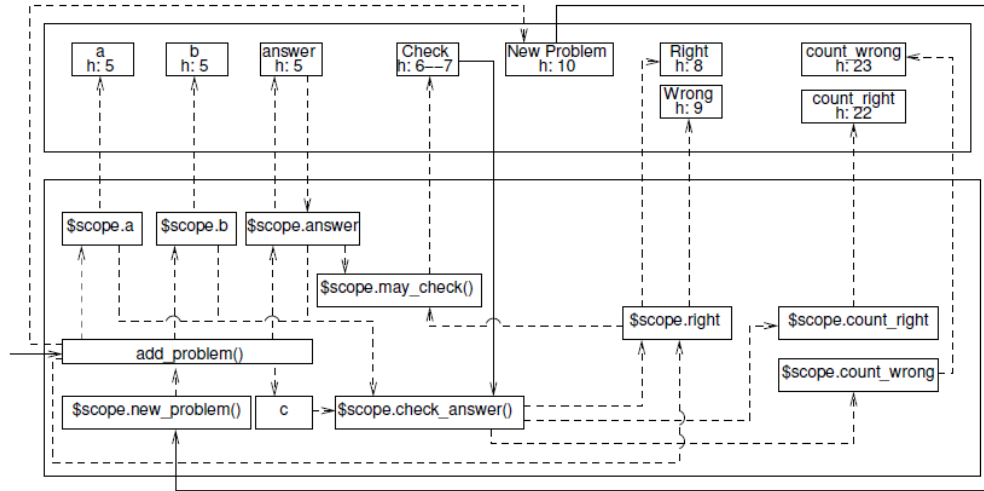 a
h: 5
b
h: 5
answer
h: 5
Check
h: 6––7
New Problem
h: 10
Right
h: 8
count_wrong
h: 23
Wrong
h: 9
count_right
h: 22
$scope.a
$scope.b
$scope.answer
$scope.may_check()
$scope.right
$scope.count_right
add_problem()
$scope.count_wrong
$scope.new_problem()
c
$scope.check_answer()